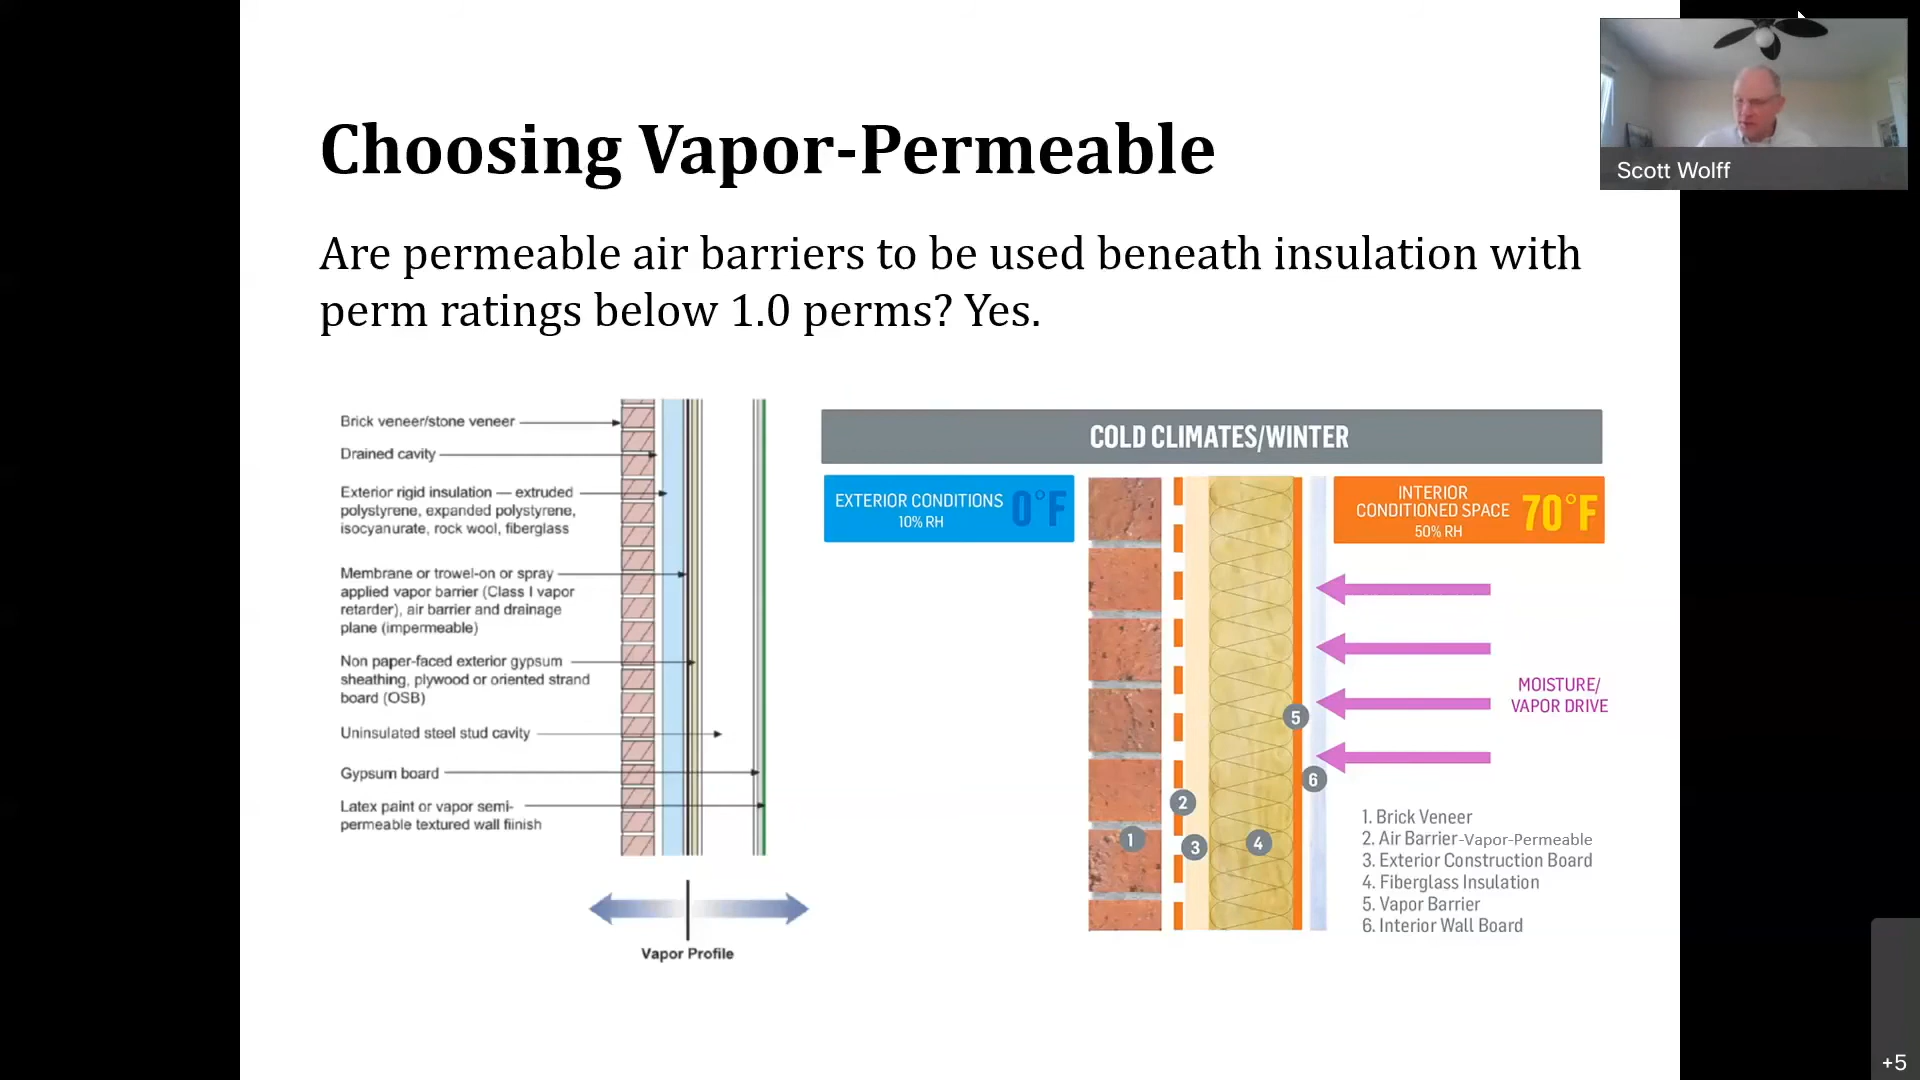 Choosing Vapor-Permeable
Are permeable air barriers to be used beneath insulation with
perm ratings below 1.0 perms? Yes.
Brick veneer/stone veneer
Drained cavity
Exterior rigid insulation — extruded
polystyrene, expanded polystyrene,
isocyanurate, rock wool, fiberglass
Membrane or trowel-on or spray
applied vapor barrier (Class I vapor
retarder), air barrier and drainage
plane (impermeable)
Non paper-faced exterior gypsum
sheathing, plywood or oriented strand
board (OSB)
Uninsulated steel stud cavity
Gypsum board
Latex paint or vapor semi-
permeable textured wall fiinish
Vapor Profile
COLD CLIMATES/WINTER
EXTERIOR CONDITIONS
10% RH
0°F
INTERIOR
CONDITIONED SPACE
50% RH
70°F
MOISTURE/
VAPOR DRIVE
1
2
3
4
5
6
1. Brick Veneer
2. Air Barrier-Vapor-Permeable
3. Exterior Construction Board
4. Fiberglass Insulation
5. Vapor Barrier
6. Interior Wall Board
Scott Wolff
+5